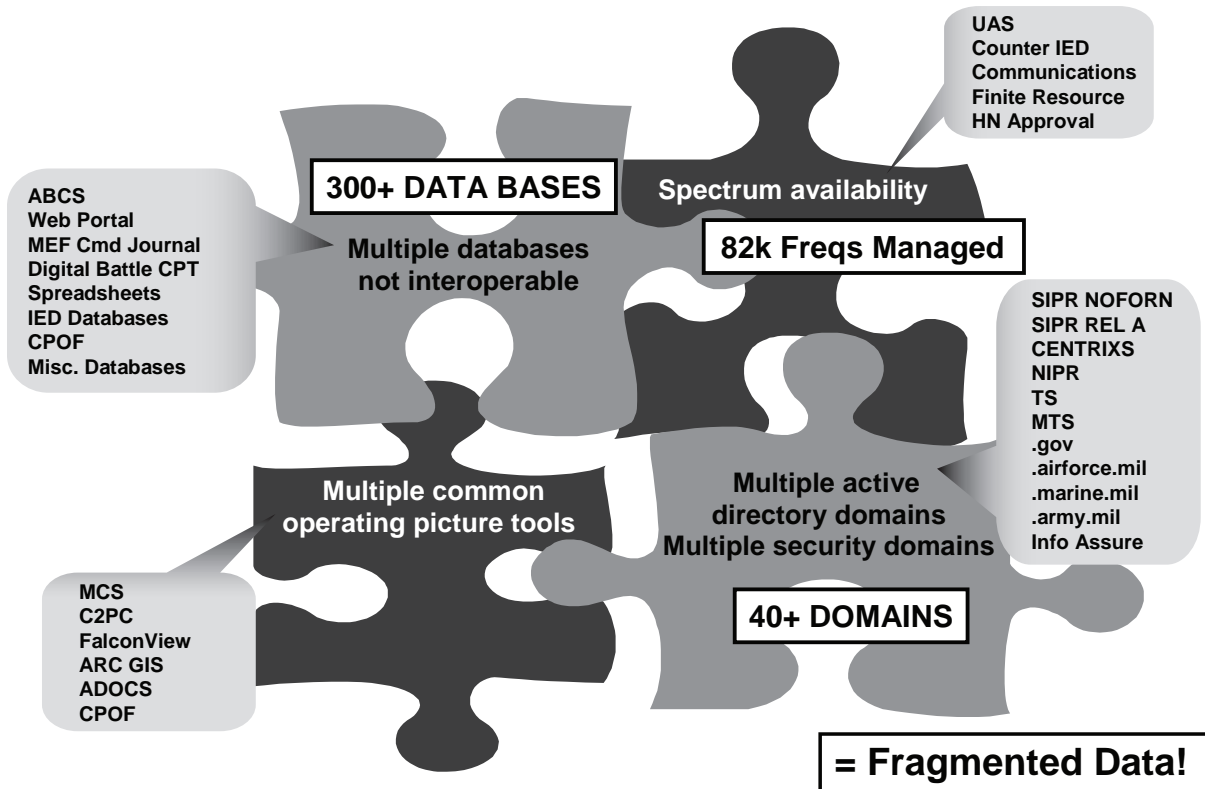 UAS
Counter IED
Communications
Finite Resource
HN Approval
300+ DATA BASES
Spectrum availability
ABCS
Web Portal
MEF Cmd Journal
Digital Battle CPT
Spreadsheets
IED Databases
CPOF
Misc. Databases
Multiple databases
not interoperable
82k Freqs Managed
SIPR NOFORN
SIPR REL A
CENTRIXS
NIPR
TS
MTS
.gov
.airforce.mil
.marine.mil
.army.mil
Info Assure
Multiple common
operating picture tools
Multiple active
directory domains
Multiple security domains
MCS
C2PC
FalconView
ARC GIS
ADOCS
CPOF
40+ DOMAINS
= Fragmented Data!